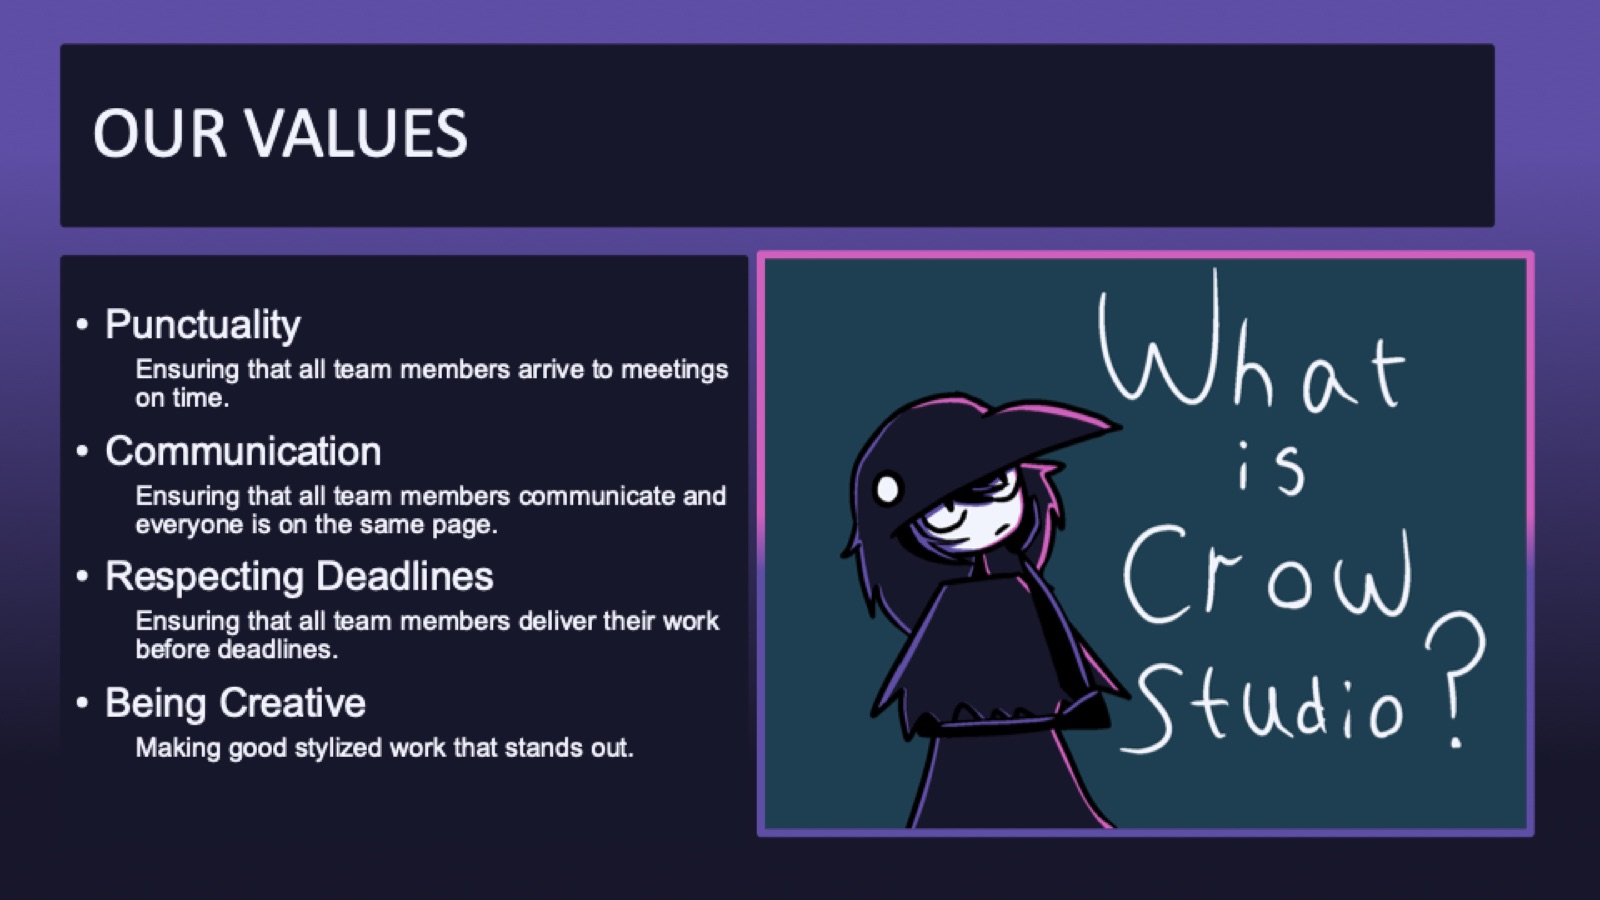 OUR VALUES
• Punctuality
Ensuring that all team members arrive to meetings
on time.
• Communication
Ensuring that all team members communicate and
everyone is on the same page.
• Respecting Deadlines
Ensuring that all team members deliver their work
before deadlines.
• Being Creative
Making good stylized work that stands out.
What
is
Crow
Studio?